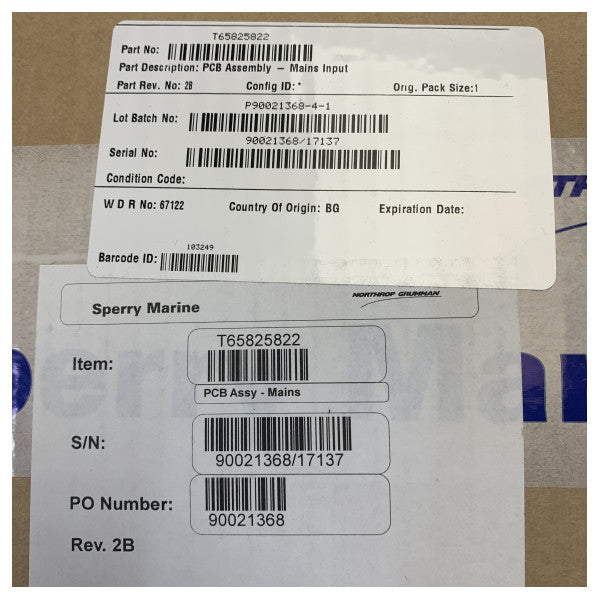 T65825822
Part No:
Part Description: PCB Assembly – Mains Input
Part Rev. No: 2B Config ID: * Orig. Pack Size:1
P90021368-4-1
Lot Batch No:
90021368/17137
Serial No:
Condition Code:
W D R No: 67122 Country Of Origin: BG Expiration Date:
103249
Barcode ID:
Sperry Marine NORTHROP GRUMMAN
T65825822
Item:
PCB Assy - Mains
S/N:
90021368/17137
PO Number:
90021368
Rev. 2B